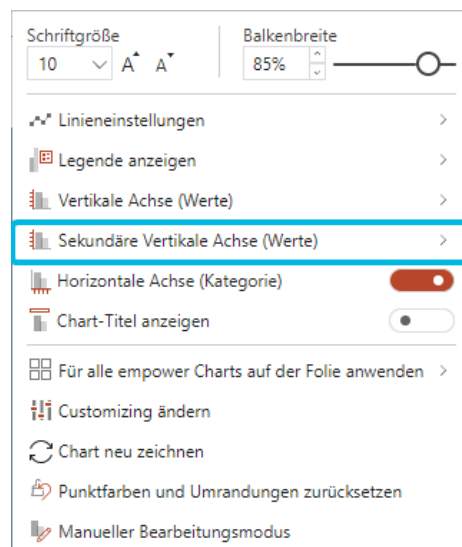 Schriftgröße Balkenbreite
10 A A 85%
Linieneinstellungen
Legende anzeigen
Vertikale Achse (Werte)
Sekundäre Vertikale Achse (Werte)
Horizontale Achse (Kategorie)
Chart-Titel anzeigen
Für alle empower Charts auf der Folie anwenden
Customizing ändern
Chart neu zeichnen
Punktfarben und Umrandungen zurücksetzen
Manueller Bearbeitungsmodus